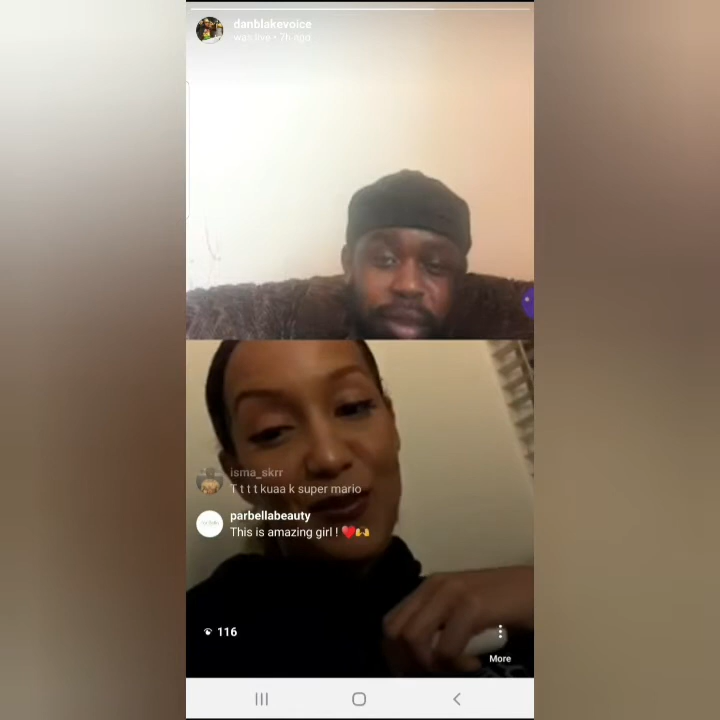 danblakevoice
was live • 7h ago
isma_skrr
T t t t kuaa k super mario
parbellabeauty
This is amazing girl ! ❤️🙌
116
More